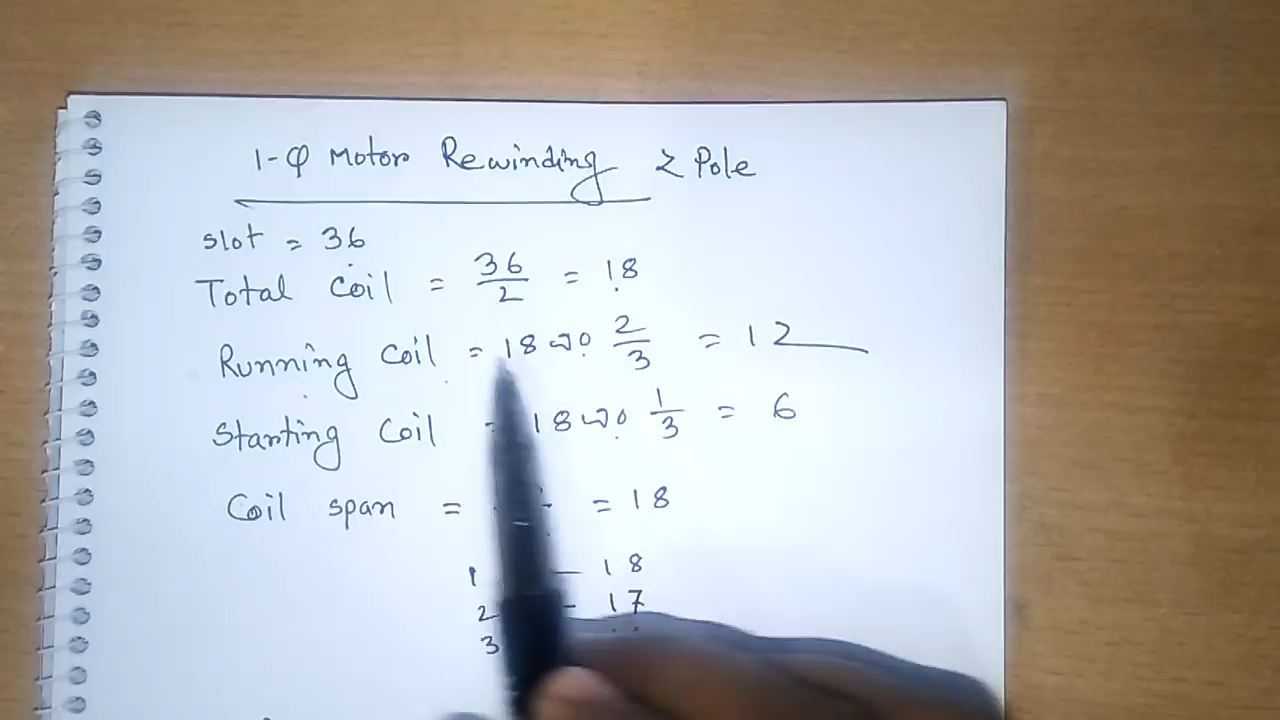 1-φ Motor Rewinding 2 Pole
slot = 36
Total Coil = 36/2 = 18
Running Coil = 18 का 2/3 = 12
Starting Coil = 18 का 1/3 = 6
Coil span = = 18
1 — 18
2 - 17
3